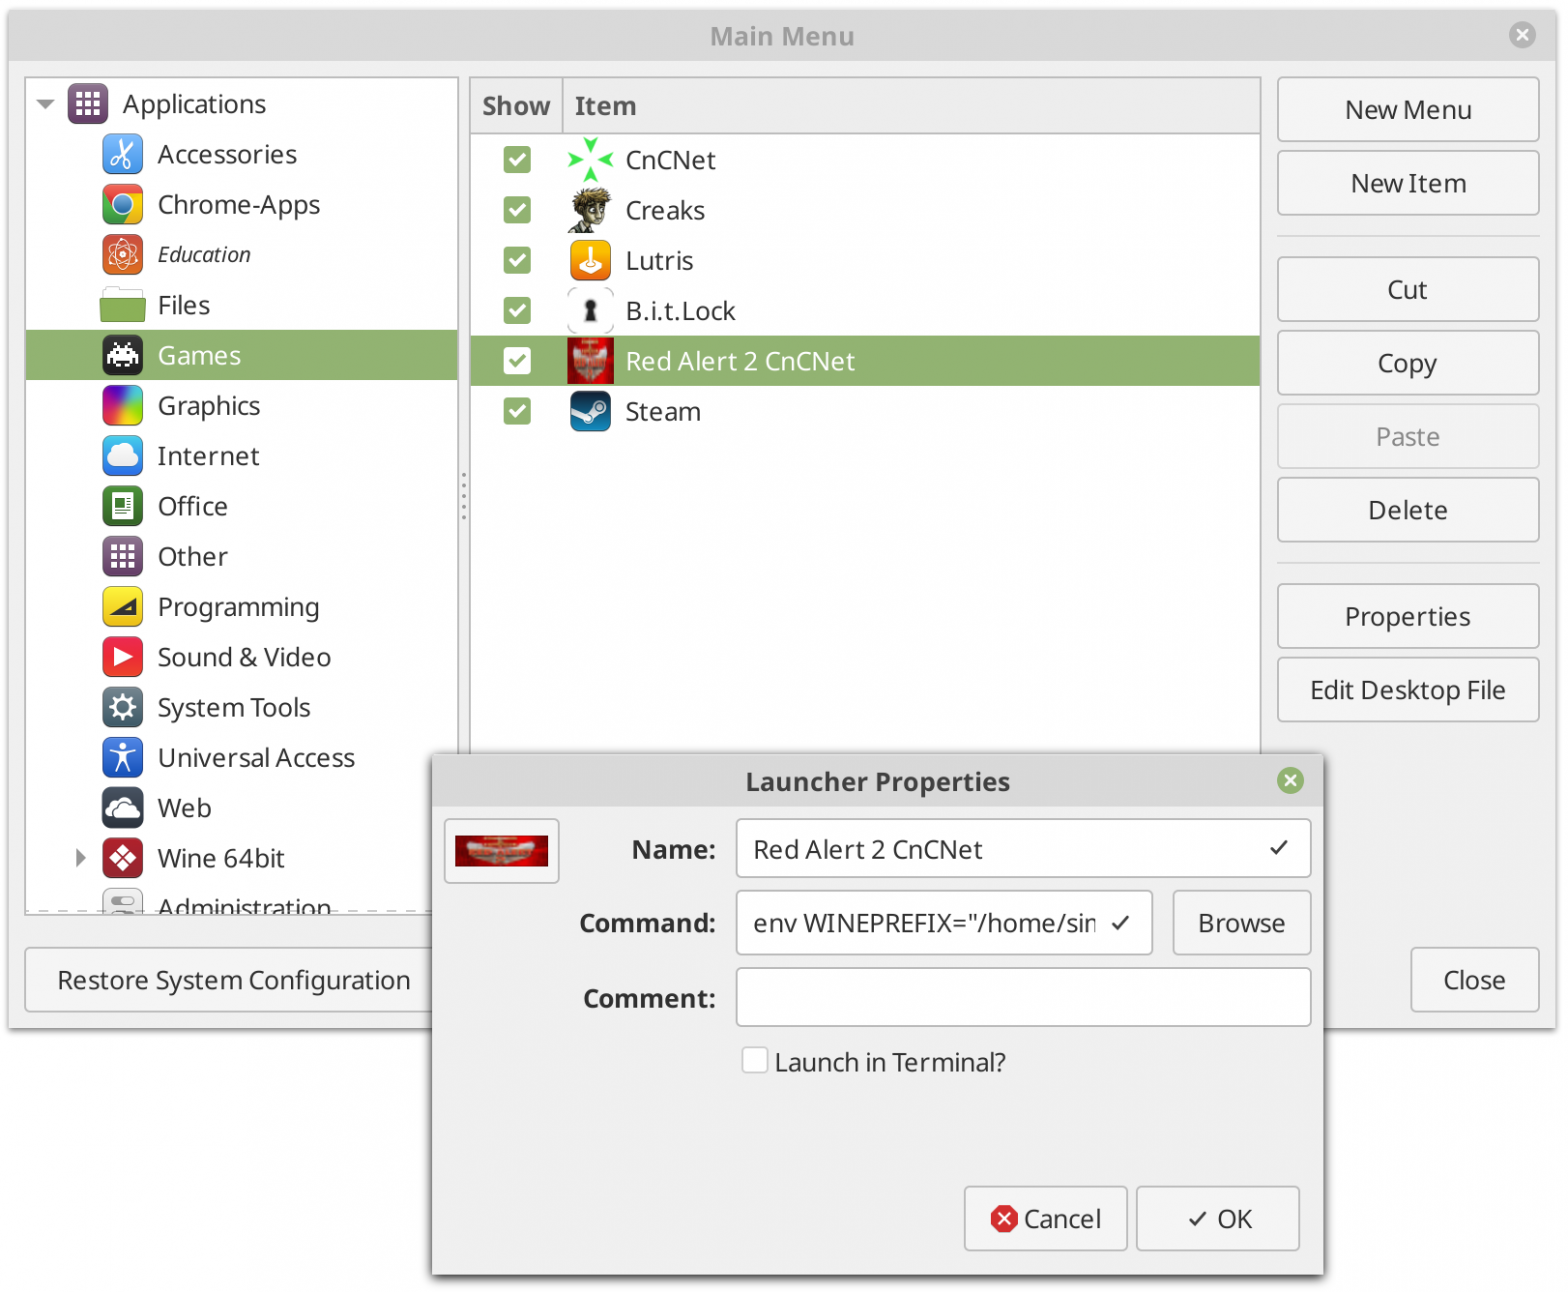 Main Menu
Applications
Accessories
Chrome-Apps
Education
Files
Games
Graphics
Internet
Office
Other
Programming
Sound & Video
System Tools
Universal Access
Web
Wine 64bit
Administration
Restore System Configuration
Show Item
CnCNet
Creaks
Lutris
B.i.t.Lock
Red Alert 2 CnCNet
Steam
New Menu
New Item
Cut
Copy
Paste
Delete
Properties
Edit Desktop File
Close
Launcher Properties
Name: Red Alert 2 CnCNet
Command: env WINEPREFIX="/home/sin Browse
Comment:
Launch in Terminal?
Cancel OK